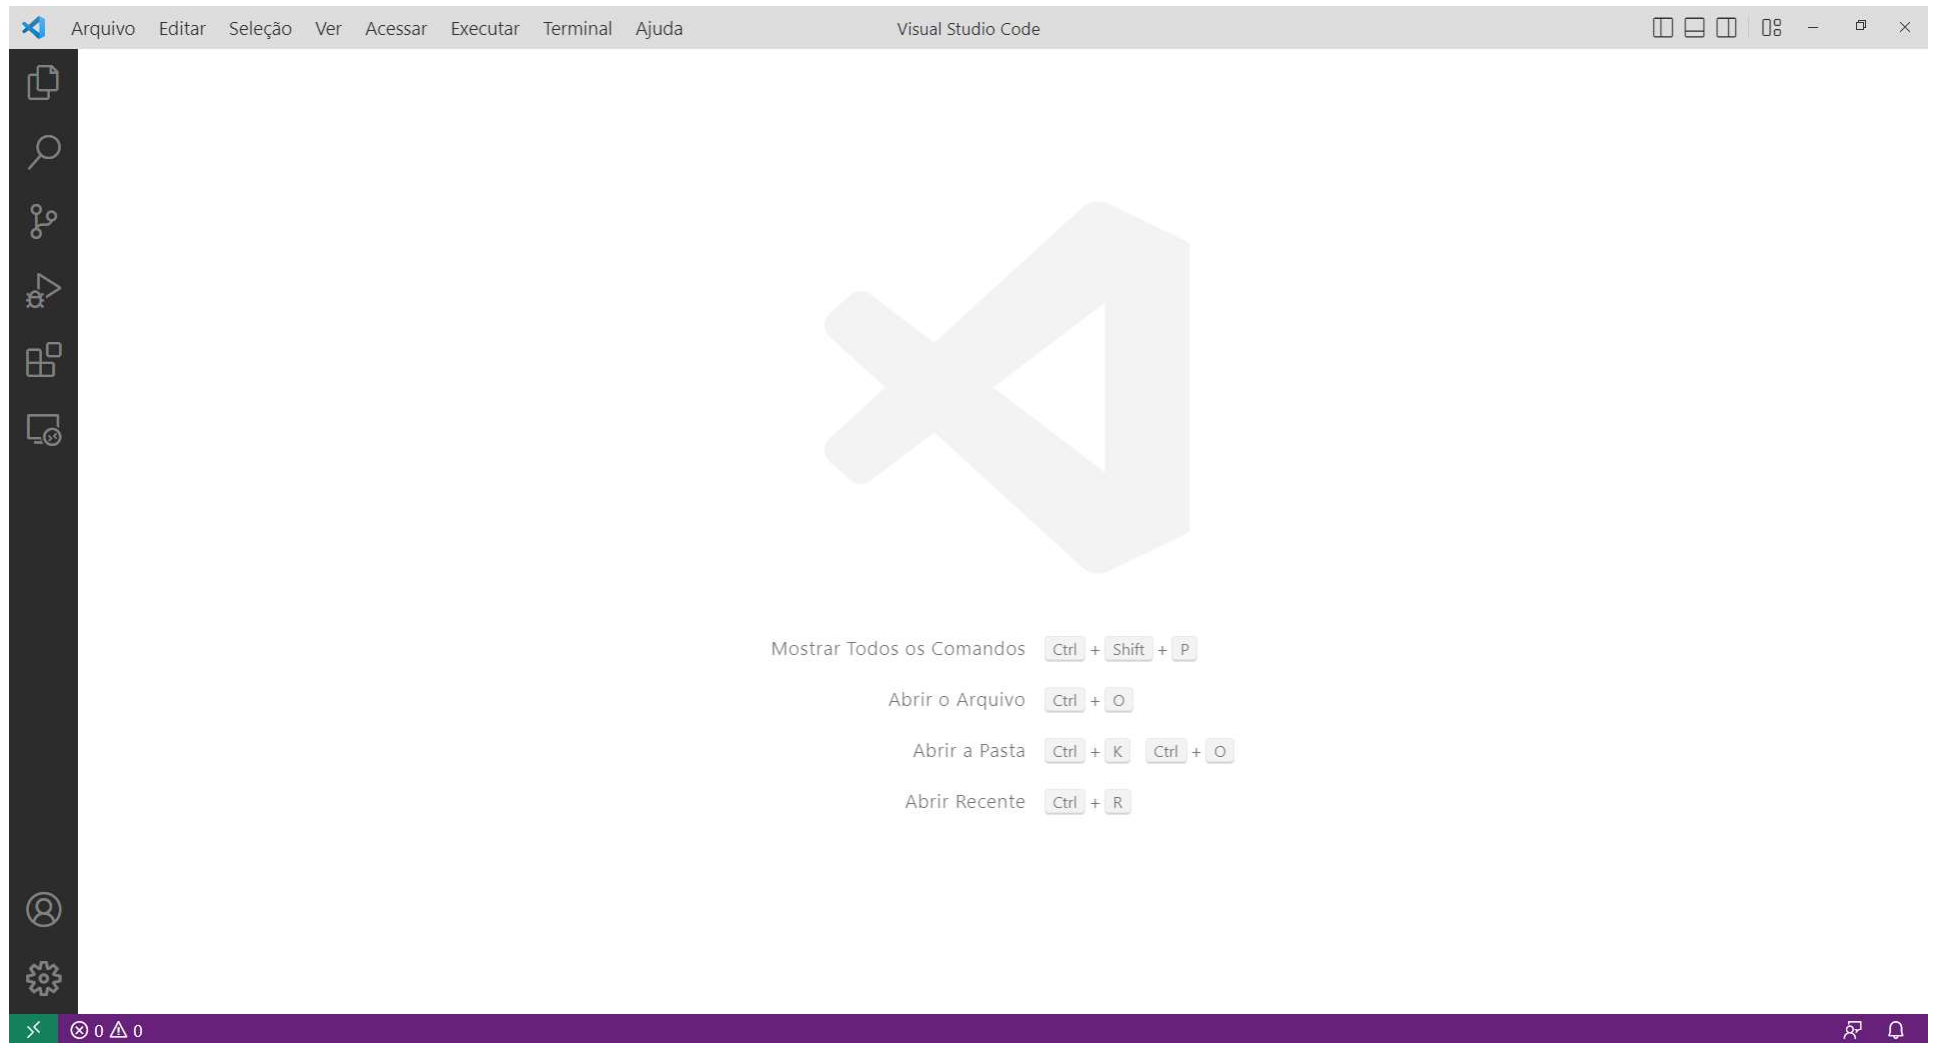 Arquivo Editar Seleção Ver Acessar Executar Terminal Ajuda Visual Studio Code
Mostrar Todos os Comandos Ctrl + Shift + P
Abrir o Arquivo Ctrl + O
Abrir a Pasta Ctrl + K Ctrl + O
Abrir Recente Ctrl + R
0 0